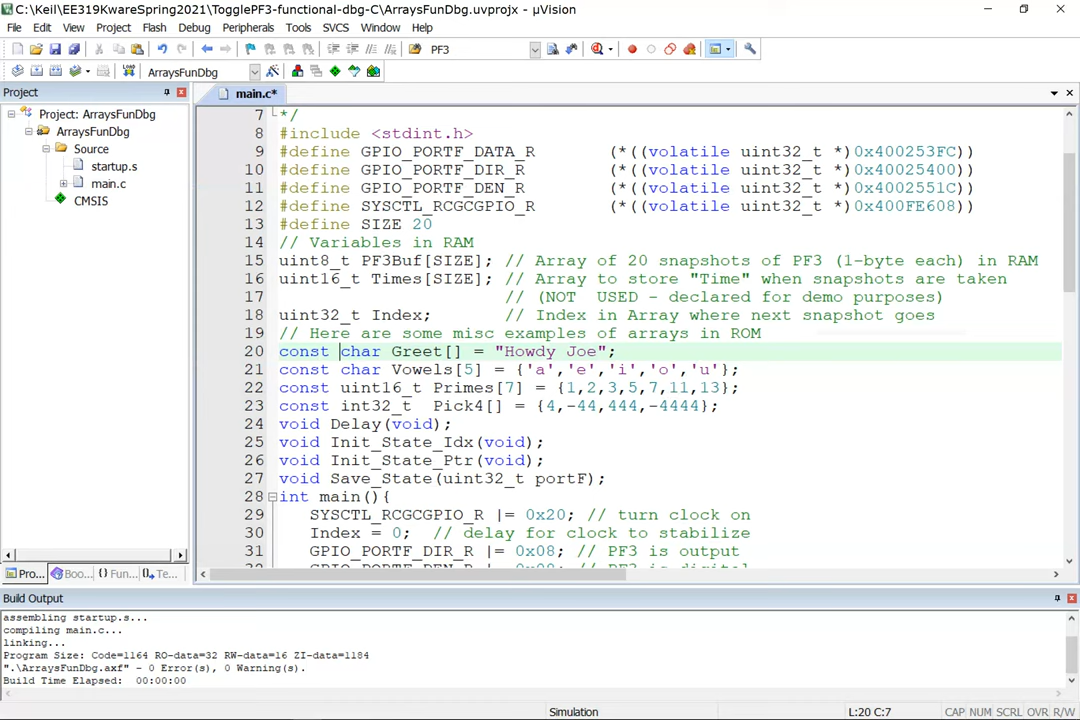 C:\Keil\EE319KwareSpring2021\TogglePF3-functional-dbg-C\ArraysFunDbg.uvprojx - µVision
File Edit View Project Flash Debug Peripherals Tools SVCS Window Help
PF3
ArraysFunDbg
Project
main.c*
Project: ArraysFunDbg
ArraysFunDbg
Source
startup.s
main.c
CMSIS
7 */
8 #include <stdint.h>
9 #define GPIO_PORTF_DATA_R (*((volatile uint32_t *)0x400253FC))
10 #define GPIO_PORTF_DIR_R (*((volatile uint32_t *)0x40025400))
11 #define GPIO_PORTF_DEN_R (*((volatile uint32_t *)0x4002551C))
12 #define SYSCTL_RCGCGPIO_R (*((volatile uint32_t *)0x400FE608))
13 #define SIZE 20
14 // Variables in RAM
15 uint8_t PF3Buf[SIZE]; // Array of 20 snapshots of PF3 (1-byte each) in RAM
16 uint16_t Times[SIZE]; // Array to store "Time" when snapshots are taken
17 // (NOT USED - declared for demo purposes)
18 uint32_t Index; // Index in Array where next snapshot goes
19 // Here are some misc examples of arrays in ROM
20 const char Greet[] = "Howdy Joe";
21 const char Vowels[5] = {'a','e','i','o','u'};
22 const uint16_t Primes[7] = {1,2,3,5,7,11,13};
23 const int32_t Pick4[] = {4,-44,444,-4444};
24 void Delay(void);
25 void Init_State_Idx(void);
26 void Init_State_Ptr(void);
27 void Save_State(uint32_t portF);
28 int main(){
29 SYSCTL_RCGCGPIO_R |= 0x20; // turn clock on
30 Index = 0; // delay for clock to stabilize
31 GPIO_PORTF_DIR_R |= 0x08; // PF3 is output
Pro... Boo... {} Fun... Te...
Build Output
assembling startup.s...
compiling main.c...
linking...
Program Size: Code=1164 RO-data=32 RW-data=16 ZI-data=1184
".\ArraysFunDbg.axf" - 0 Error(s), 0 Warning(s).
Build Time Elapsed: 00:00:00
Simulation L:20 C:7 CAP NUM SCRL OVR R/W